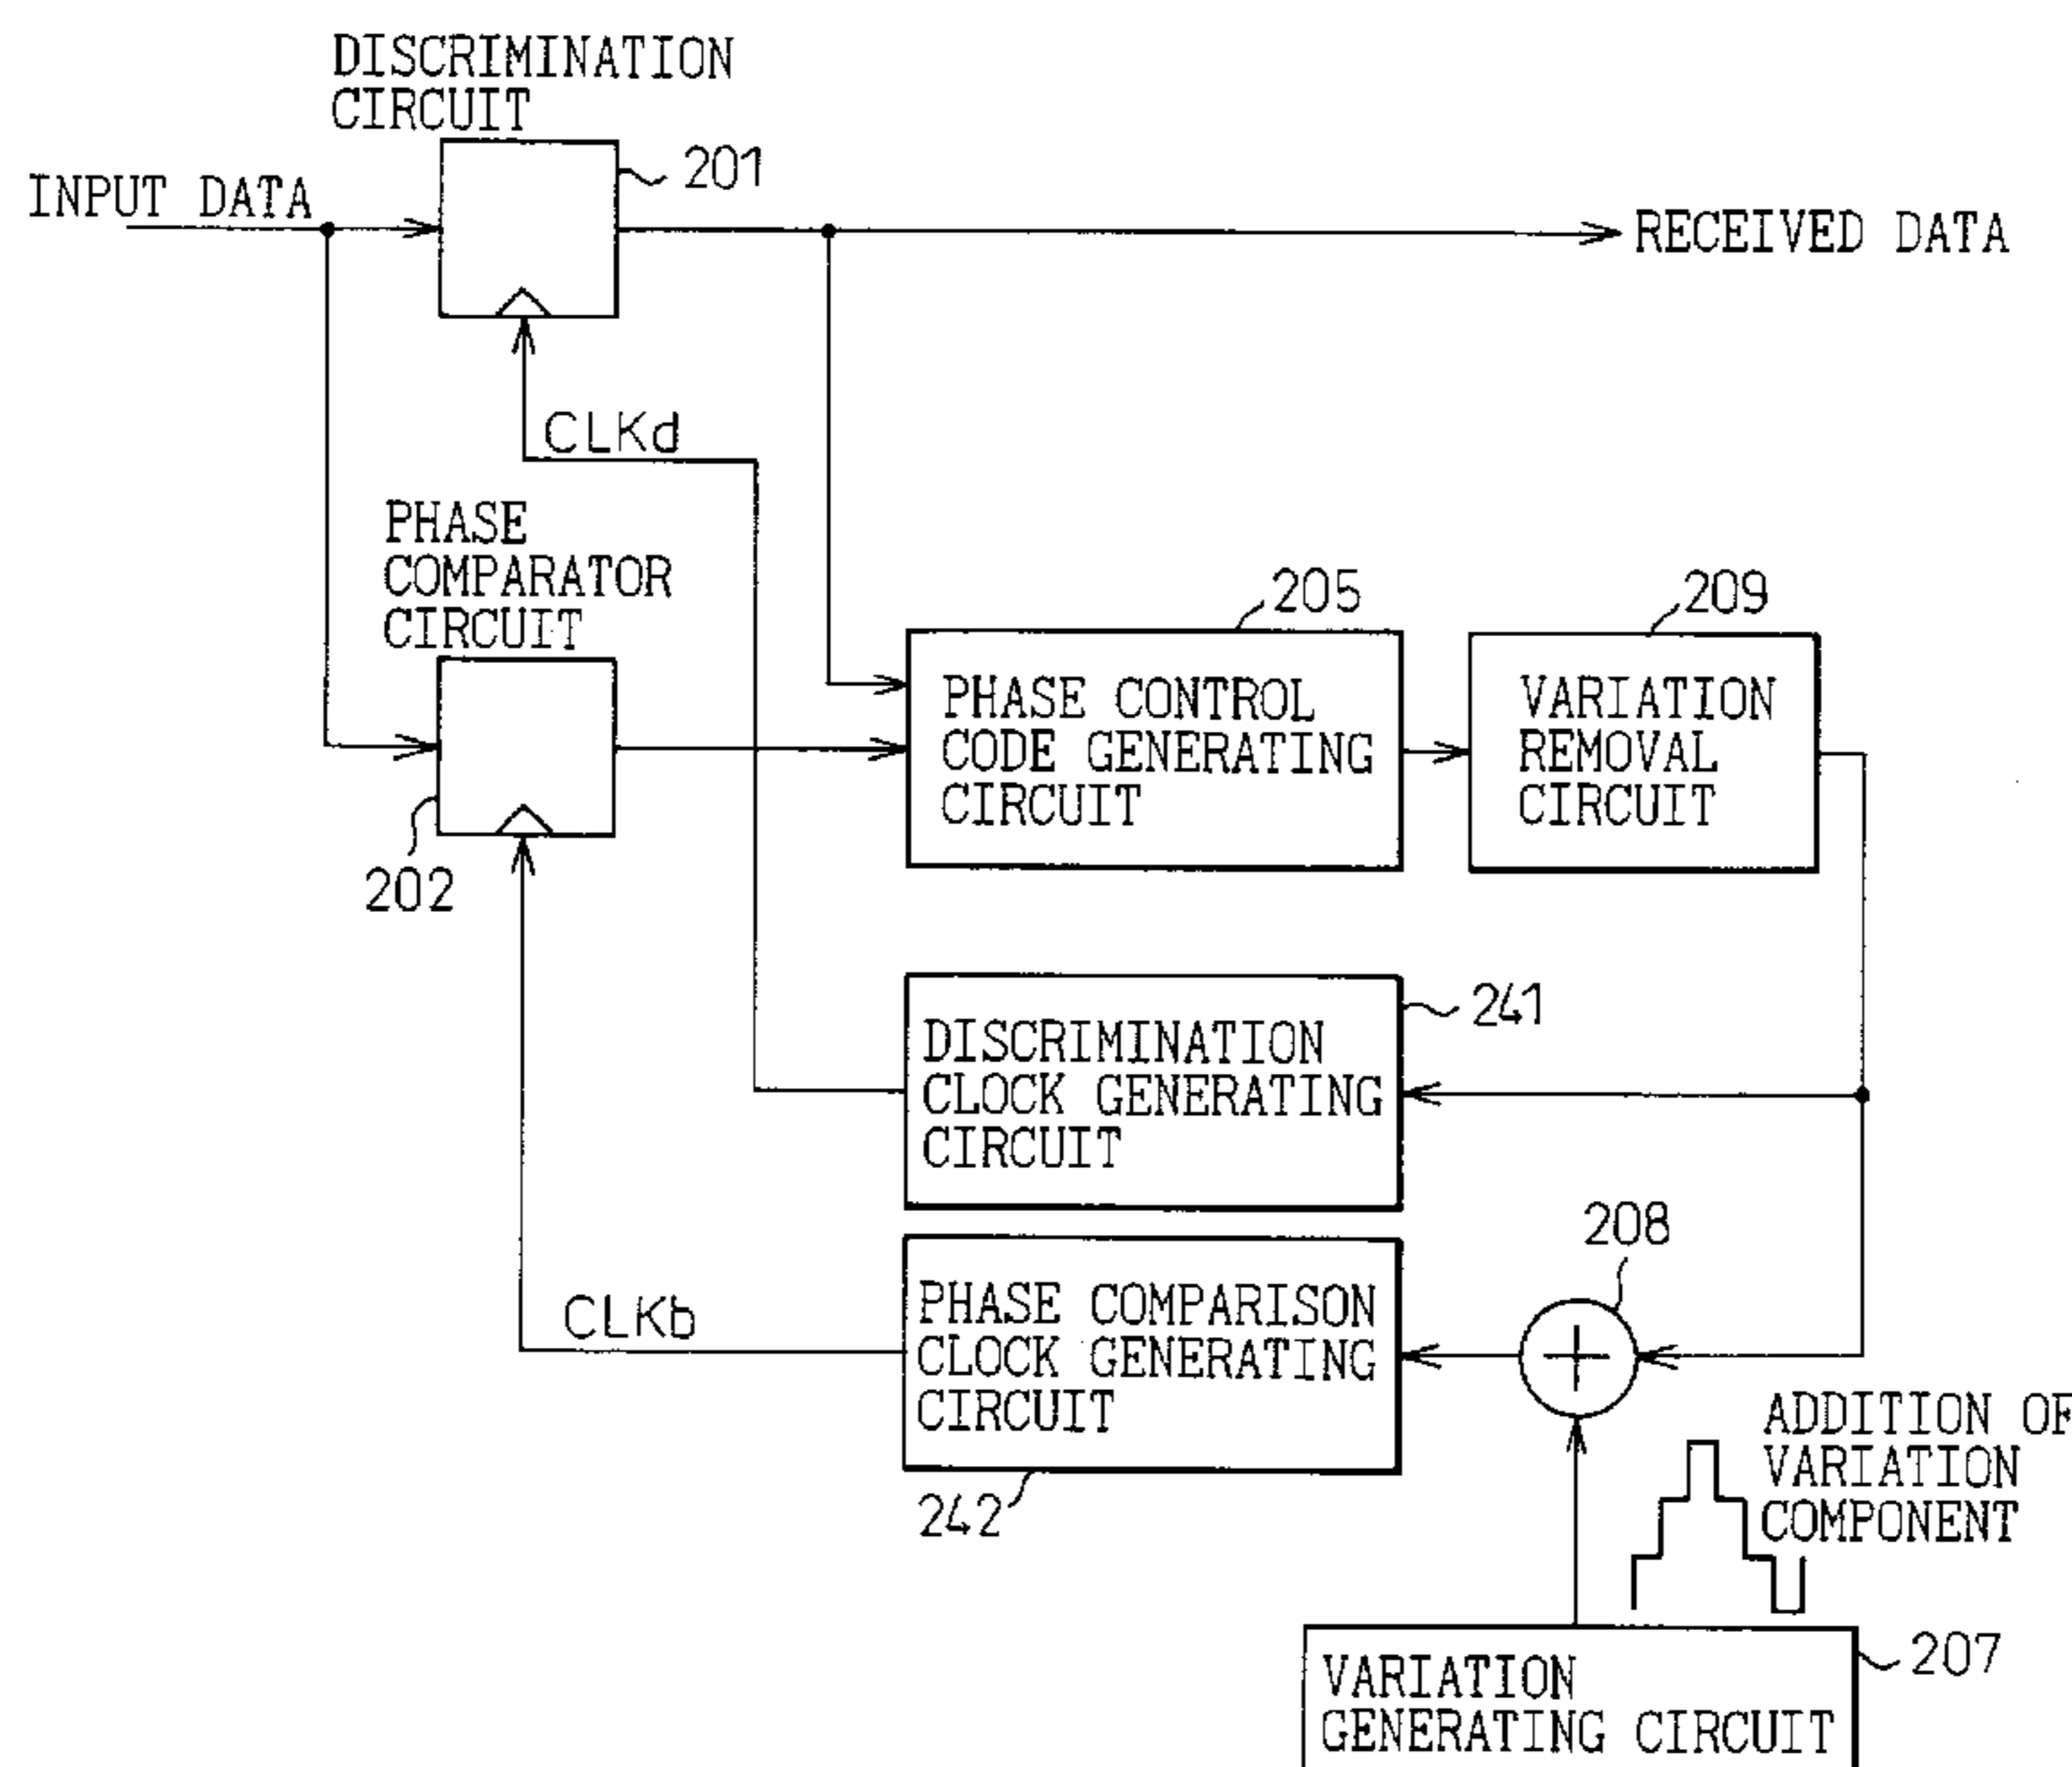 DISCRIMINATION
CIRCUIT
201
INPUT DATA
RECEIVED DATA
CLKd
PHASE
COMPARATOR
CIRCUIT
202
205
209
PHASE CONTROL
CODE GENERATING
CIRCUIT
VARIATION
REMOVAL
CIRCUIT
241
DISCRIMINATION
CLOCK GENERATING
CIRCUIT
208
CLKb
PHASE COMPARISON
CLOCK GENERATING
CIRCUIT
242
+
ADDITION OF
VARIATION
COMPONENT
207
VARIATION
GENERATING CIRCUIT